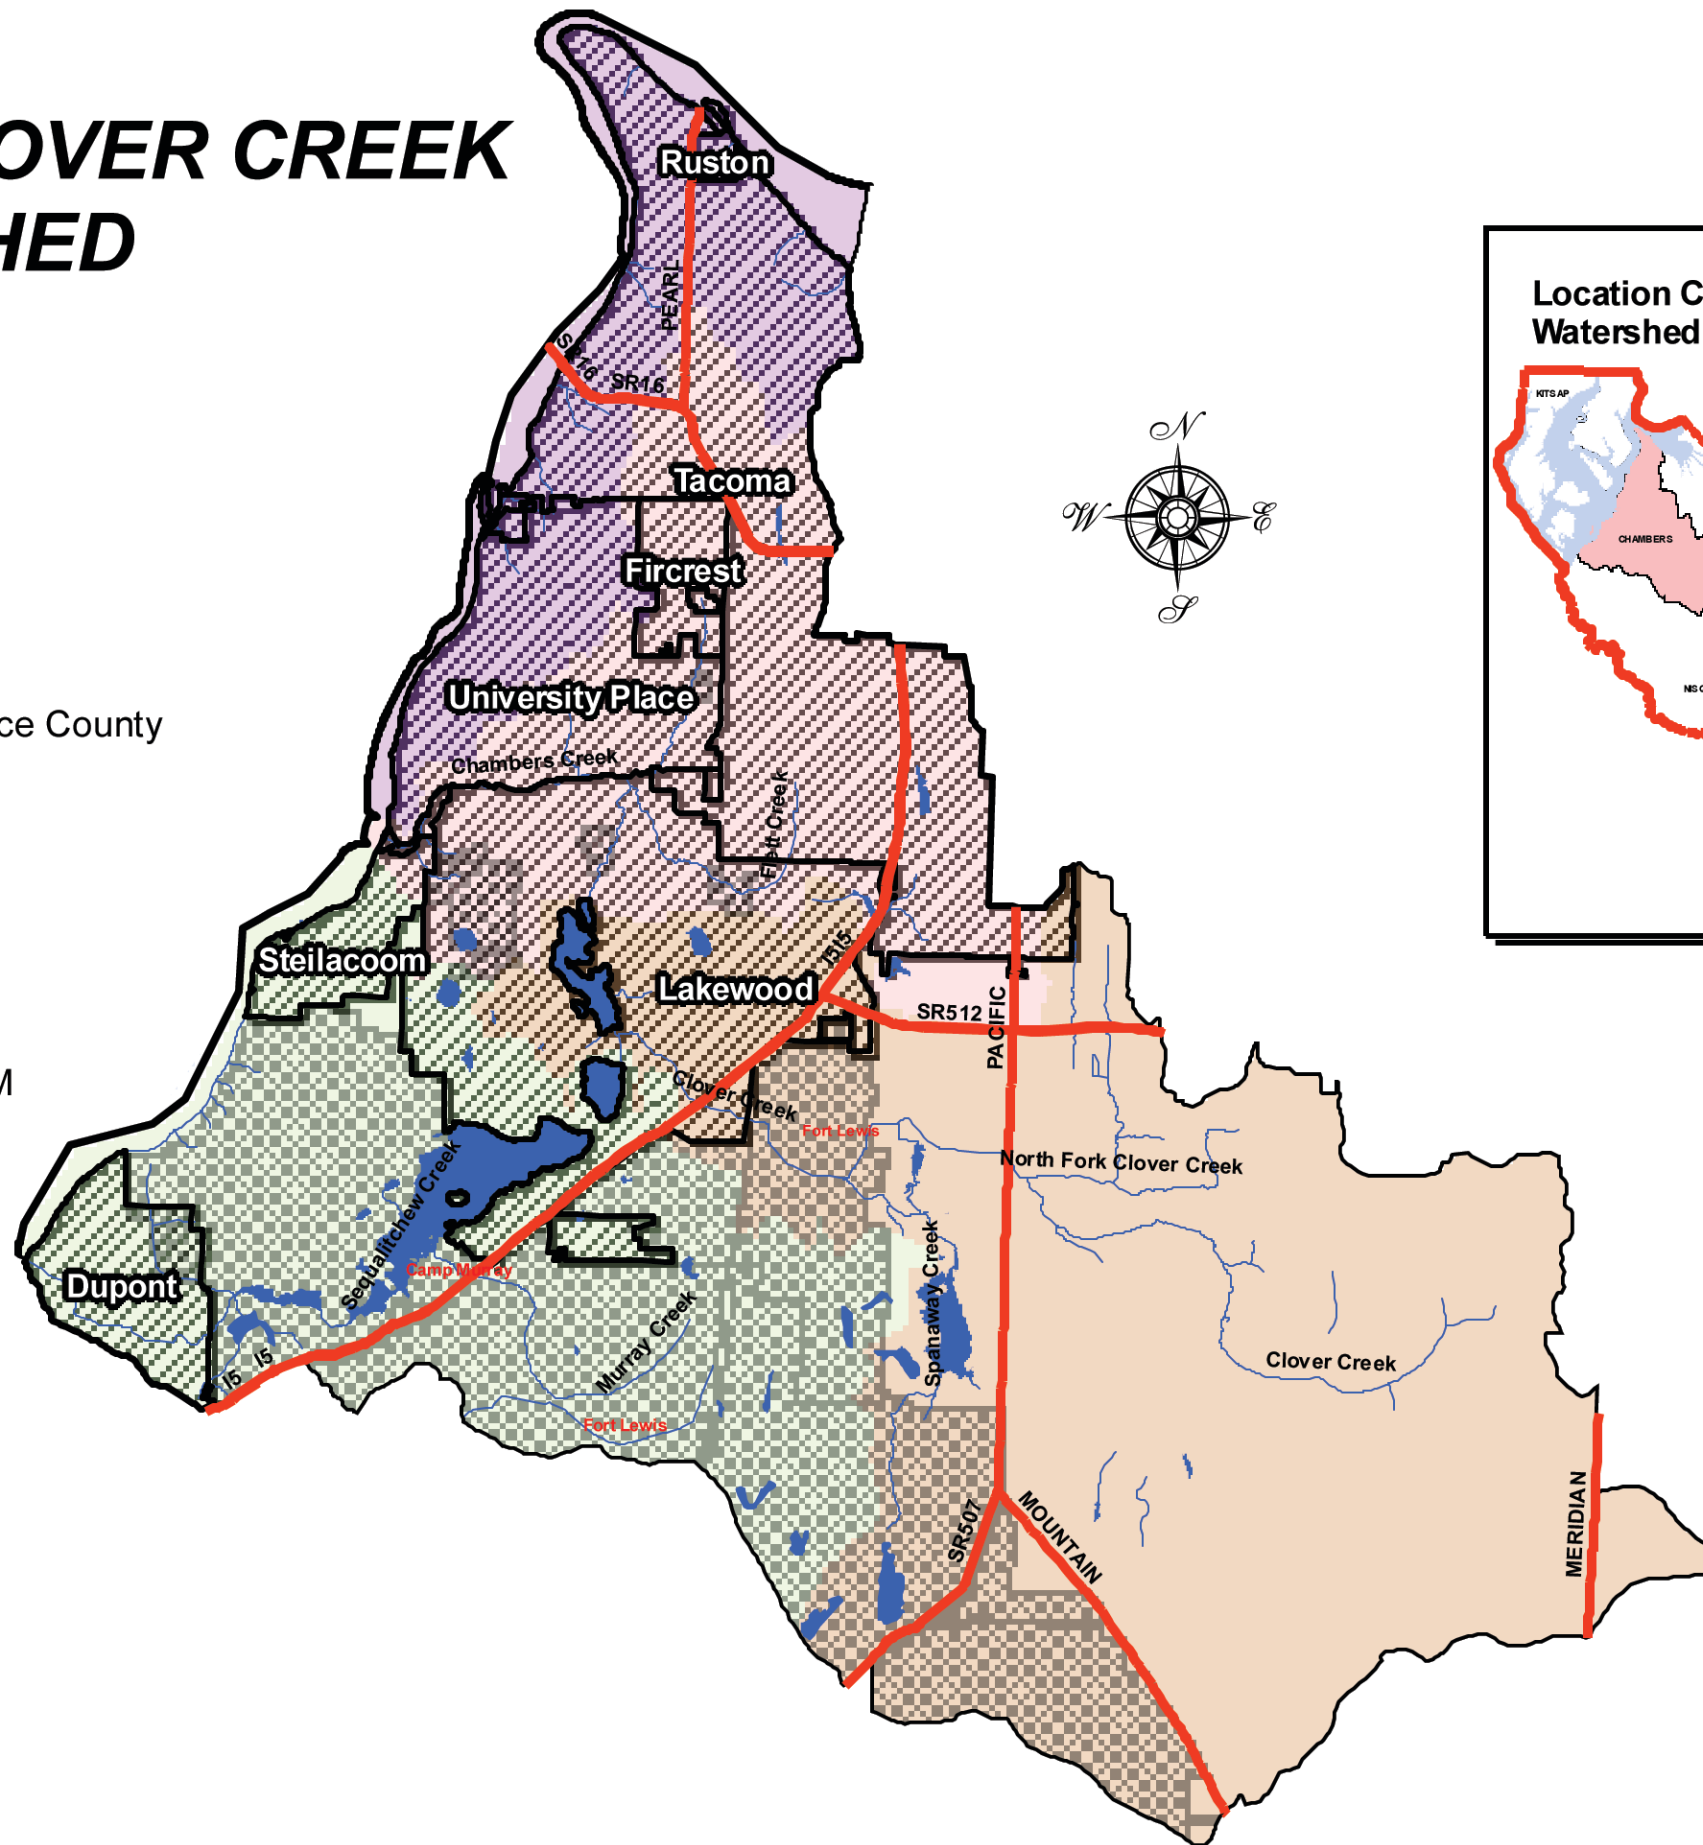 OVER CREEK
HED
Ruston
PEARL
SR16
SR16
Tacoma
Fircrest
University Place
Chambers Creek
Flett Creek
Steilacoom
Lakewood
SR512
PACIFIC
Clover Creek
Fort Lewis
North Fork Clover Creek
Sequalitchew Creek
Camp Murray
Dupont
I5
I5
Murray Creek
Fort Lewis
Spanaway Creek
Clover Creek
SR507
MOUNTAIN
MERIDIAN
N
W
E
S
ce County
M
Location C
Watershed
KITSAP
CHAMBERS